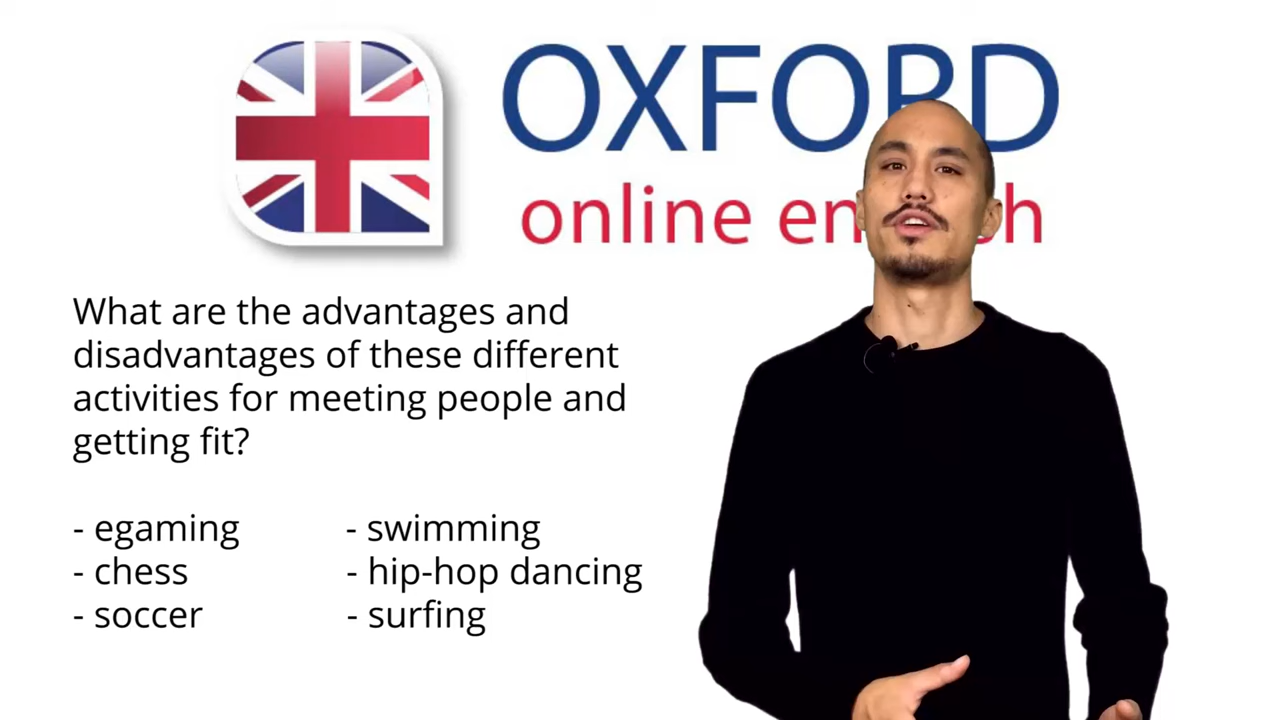 OXFORD
online en h
What are the advantages and
disadvantages of these different
activities for meeting people and
getting fit?
- egaming
- swimming
- chess
- hip-hop dancing
- soccer
- surfing